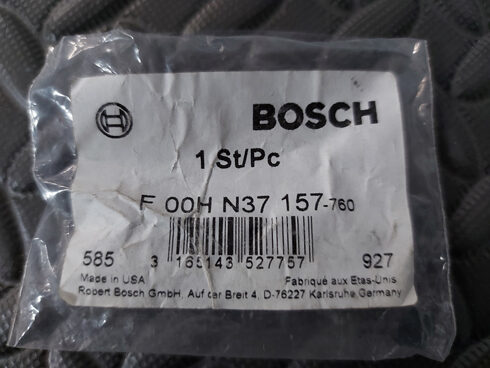 BOSCH
1 St/Pc
F 00H N37 157-760
585 3 165143 527757 927
Made in USA Fabriqué aux Etas-Unis
Robert Bosch GmbH, Auf der Breit 4, D-76227 Karlsruhe Germany